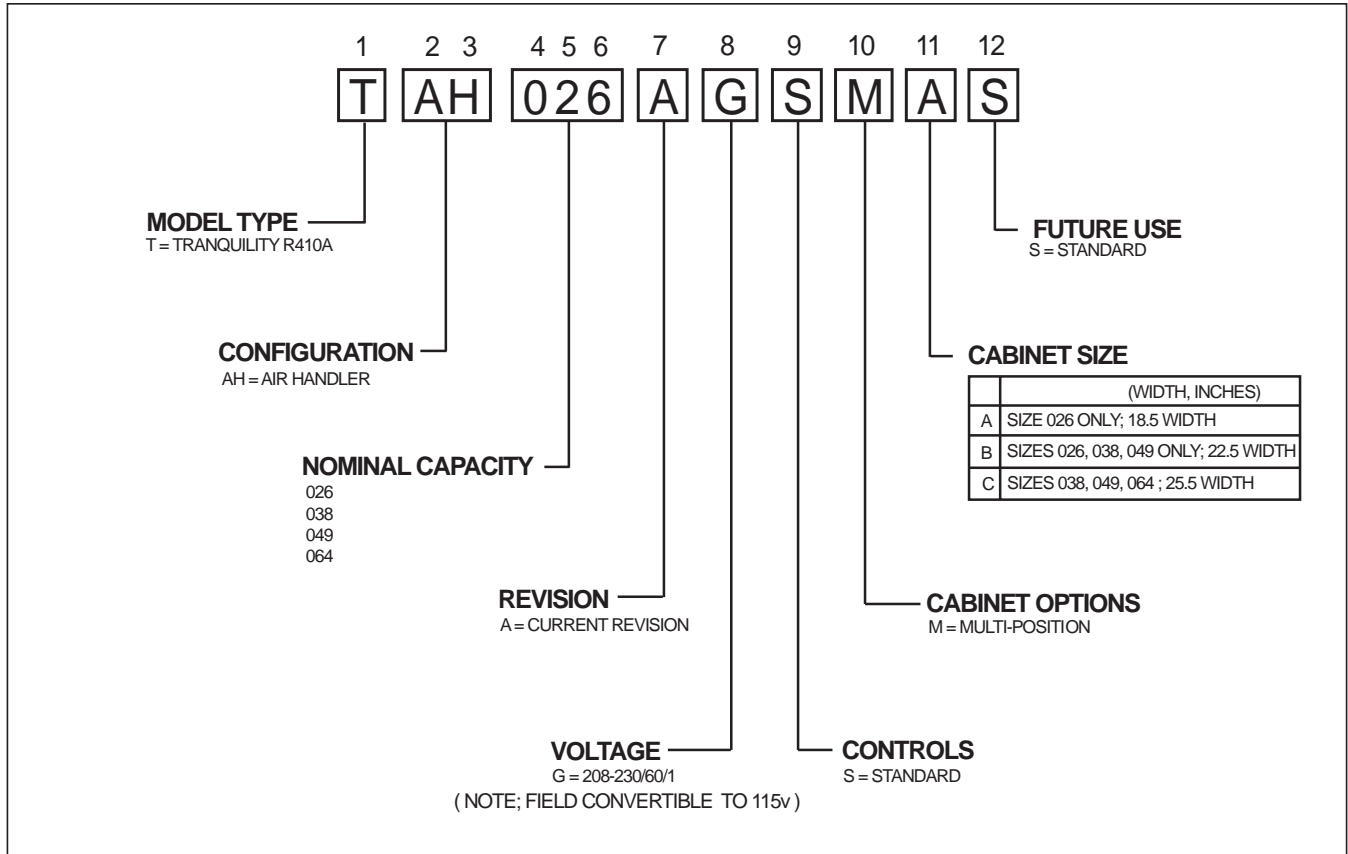 1 2 3 4 5 6 7 8 9 10 11 12
T AH 026 A G S M A S
MODEL TYPE
T = TRANQUILITY R410A
FUTURE USE
S = STANDARD
CONFIGURATION
AH = AIR HANDLER
CABINET SIZE
(WIDTH, INCHES)
A SIZE 026 ONLY; 18.5 WIDTH
B SIZES 026, 038, 049 ONLY; 22.5 WIDTH
C SIZES 038, 049, 064 ; 25.5 WIDTH
NOMINAL CAPACITY
026
038
049
064
REVISION
A = CURRENT REVISION
CABINET OPTIONS
M = MULTI-POSITION
VOLTAGE
G = 208-230/60/1
( NOTE; FIELD CONVERTIBLE TO 115v )
CONTROLS
S = STANDARD